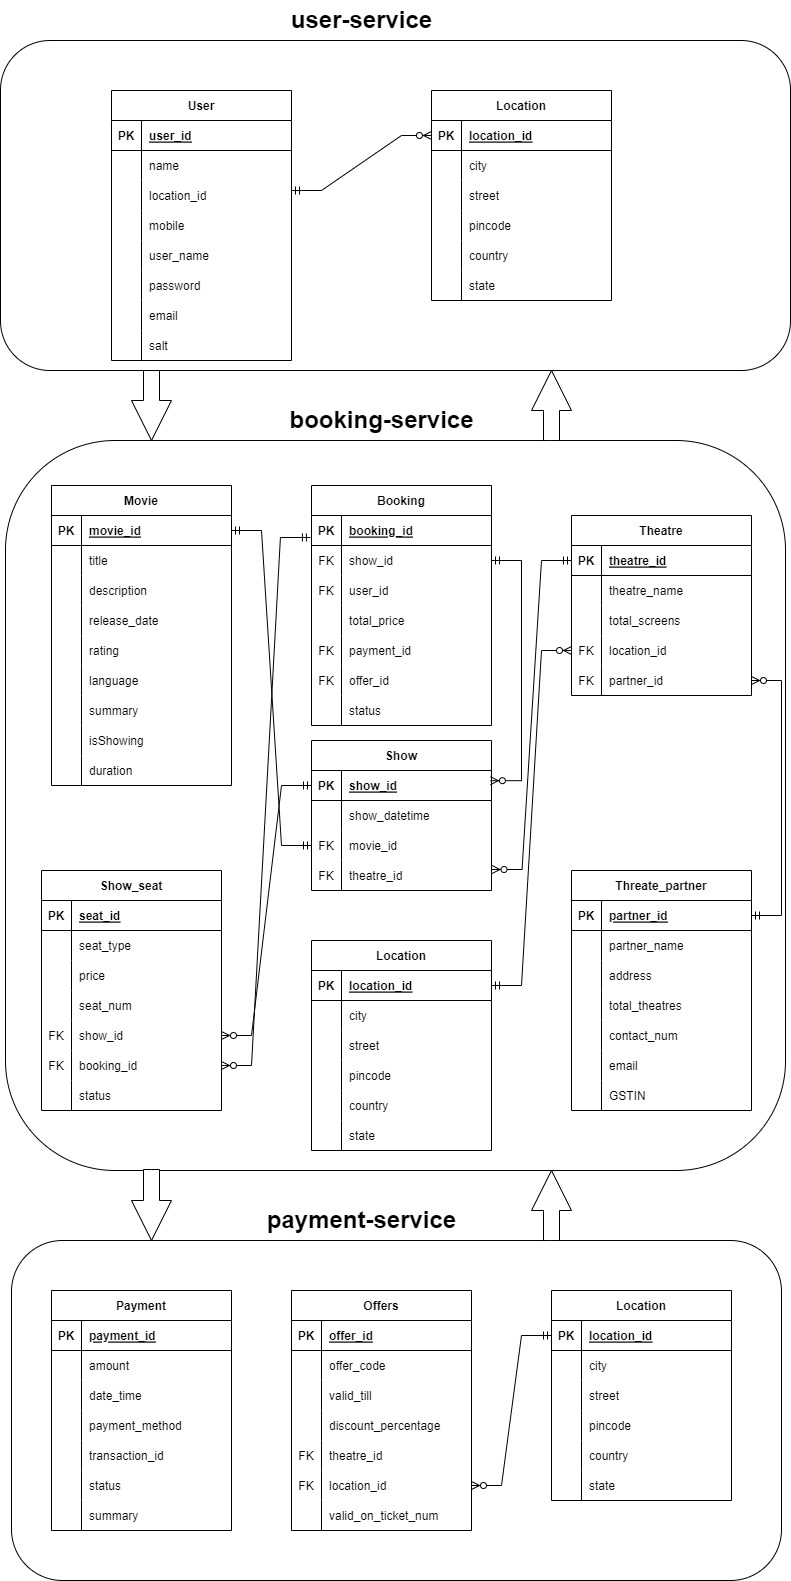 user-service
User
PK user_id
name
location_id
mobile
user_name
password
email
salt
Location
PK location_id
city
street
pincode
country
state
booking-service
Movie
PK movie_id
title
description
release_date
rating
language
summary
isShowing
duration
Booking
PK booking_id
FK show_id
FK user_id
total_price
FK payment_id
FK offer_id
status
Theatre
PK theatre_id
theatre_name
total_screens
FK location_id
FK partner_id
Show
PK show_id
show_datetime
FK movie_id
FK theatre_id
Show_seat
PK seat_id
seat_type
price
seat_num
FK show_id
FK booking_id
status
Location
PK location_id
city
street
pincode
country
state
Threate_partner
PK partner_id
partner_name
address
total_theatres
contact_num
email
GSTIN
payment-service
Payment
PK payment_id
amount
date_time
payment_method
transaction_id
status
summary
Offers
PK offer_id
offer_code
valid_till
discount_percentage
FK theatre_id
FK location_id
valid_on_ticket_num
Location
PK location_id
city
street
pincode
country
state